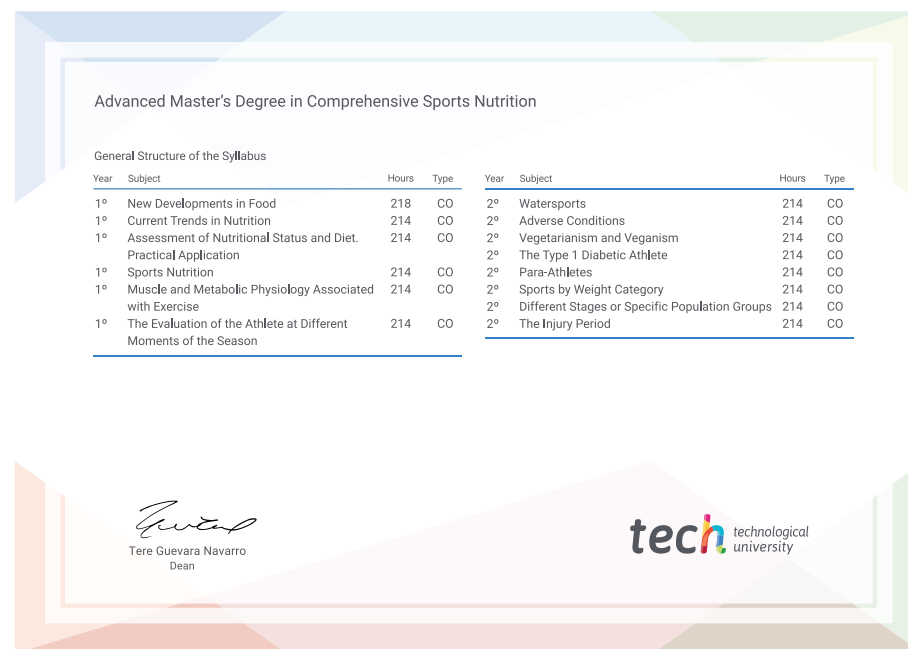 Advanced Master's Degree in Comprehensive Sports Nutrition
General Structure of the Syllabus
Year Subject Hours Type
1º New Developments in Food 218 CO
1º Current Trends in Nutrition 214 CO
1º Assessment of Nutritional Status and Diet. 214 CO
Practical Application
1º Sports Nutrition 214 CO
1º Muscle and Metabolic Physiology Associated 214 CO
with Exercise
1º The Evaluation of the Athlete at Different 214 CO
Moments of the Season
Year Subject Hours Type
2º Watersports 214 CO
2º Adverse Conditions 214 CO
2º Vegetarianism and Veganism 214 CO
2º The Type 1 Diabetic Athlete 214 CO
2º Para-Athletes 214 CO
2º Sports by Weight Category 214 CO
2º Different Stages or Specific Population Groups 214 CO
2º The Injury Period 214 CO
Tere Guevara Navarro
Dean
tech technological
university